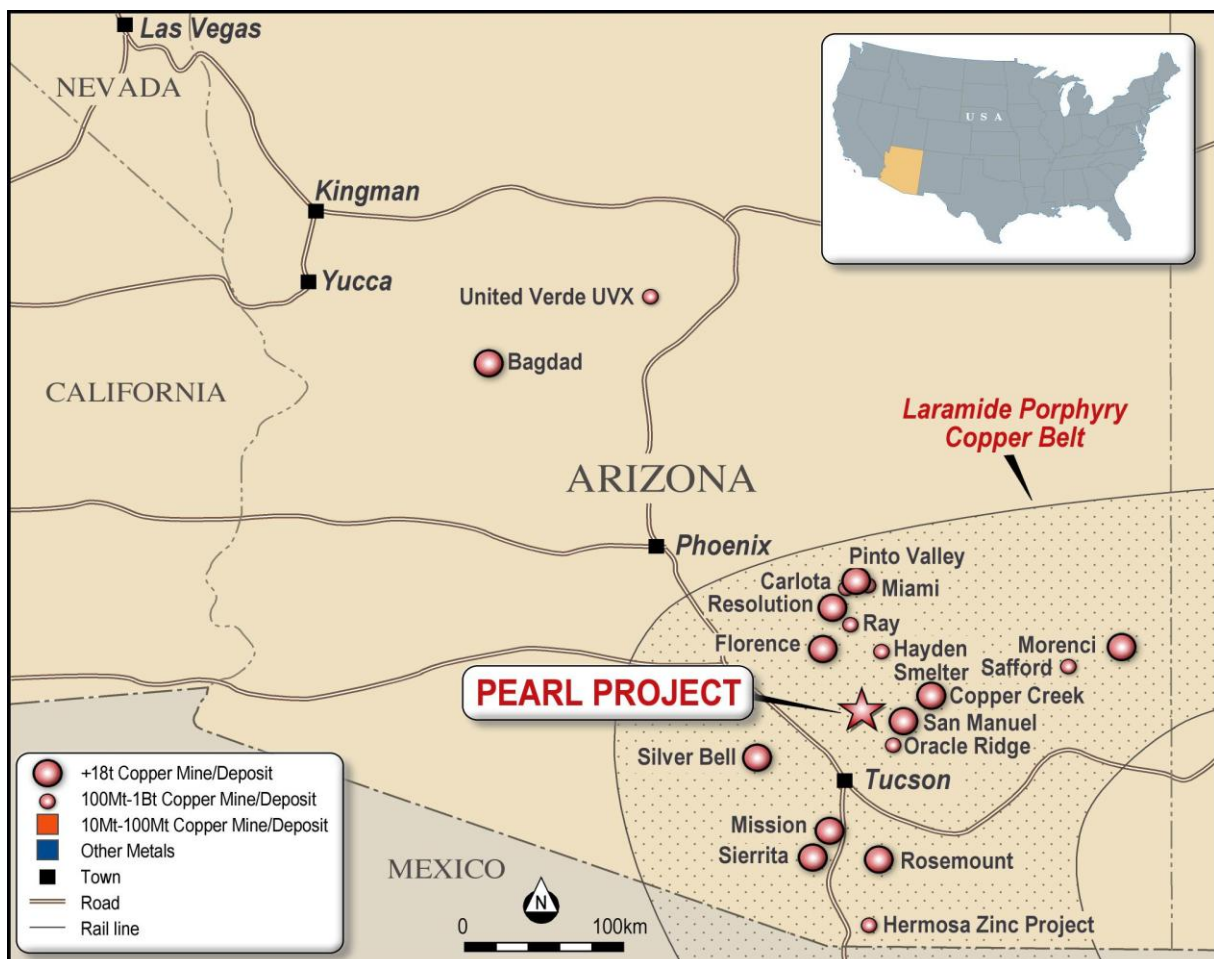 Las Vegas
NEVADA
USA
Kingman
Yucca
United Verde UVX
Bagdad
CALIFORNIA
Laramide Porphyry
Copper Belt
ARIZONA
Phoenix
Pinto Valley
Carlota
Miami
Resolution
Ray
Florence
Hayden
Smelter
Morenci
Safford
PEARL PROJECT
Copper Creek
San Manuel
Oracle Ridge
Silver Bell
Tucson
Mission
Sierrita
Rosemount
Hermosa Zinc Project
MEXICO
+18t Copper Mine/Deposit
100Mt-1Bt Copper Mine/Deposit
10Mt-100Mt Copper Mine/Deposit
Other Metals
Town
Road
Rail line
N
0 100km